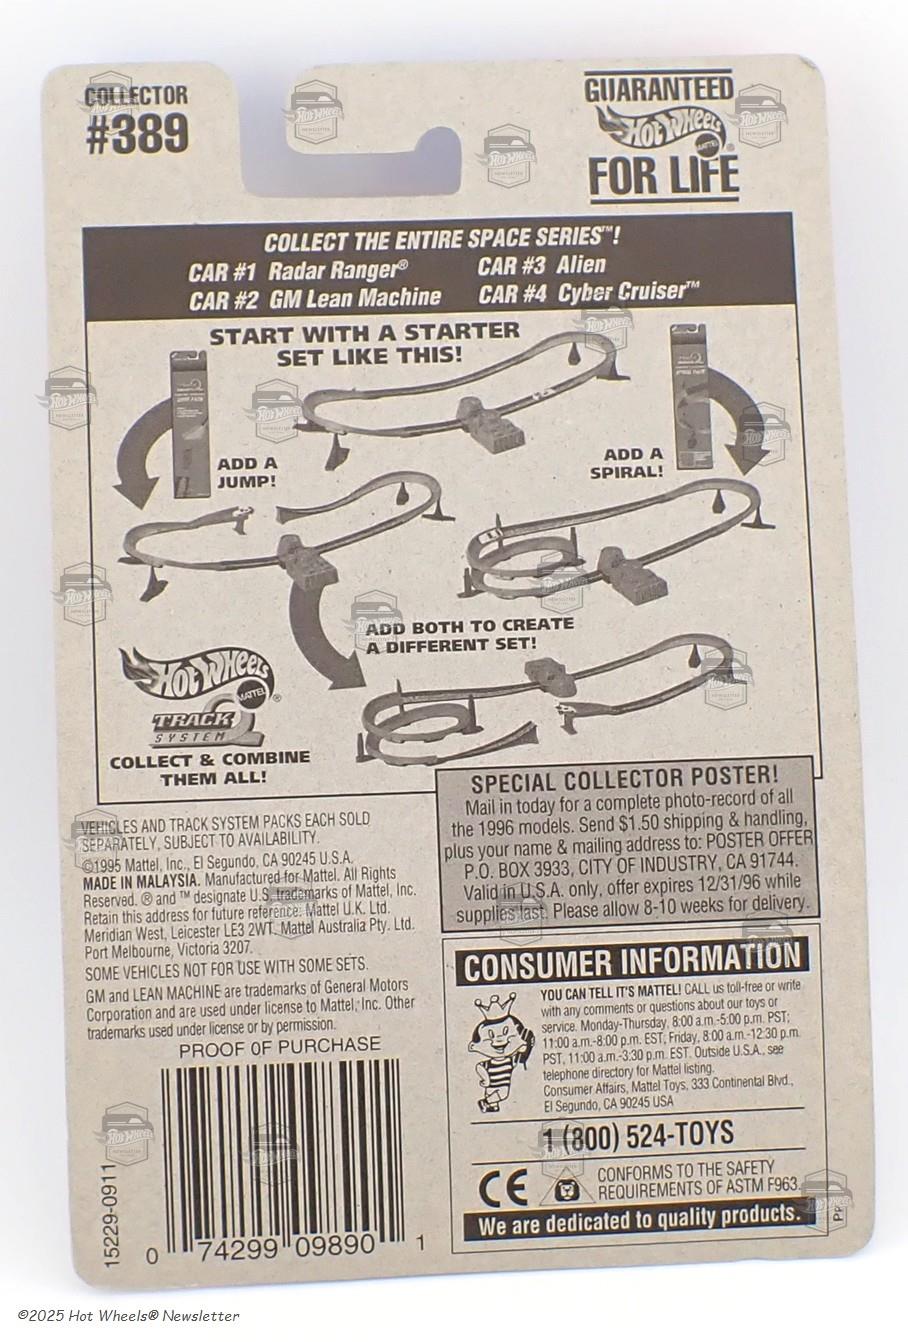 COLLECTOR
#389
GUARANTEED
Hot Wheels
MATTEL
®
FOR LIFE
COLLECT THE ENTIRE SPACE SERIES™!
CAR #1 Radar Ranger®
CAR #2 GM Lean Machine
CAR #3 Alien
CAR #4 Cyber Cruiser™
START WITH A STARTER
SET LIKE THIS!
ADD A
JUMP!
ADD A
SPIRAL!
ADD BOTH TO CREATE
A DIFFERENT SET!
Hot Wheels
MATTEL
®
TRACK
SYSTEM
COLLECT & COMBINE
THEM ALL!
SPECIAL COLLECTOR POSTER!
Mail in today for a complete photo-record of all
the 1996 models. Send $1.50 shipping & handling,
plus your name & mailing address to: POSTER OFFER
P.O. BOX 3933, CITY OF INDUSTRY, CA 91744.
Valid in U.S.A. only, offer expires 12/31/96 while
supplies last. Please allow 8-10 weeks for delivery.
VEHICLES AND TRACK SYSTEM PACKS EACH SOLD
SEPARATELY, SUBJECT TO AVAILABILITY.
©1995 Mattel, Inc., El Segundo, CA 90245 U.S.A.
MADE IN MALAYSIA. Manufactured for Mattel. All Rights
Reserved. ® and ™ designate U.S. trademarks of Mattel, Inc.
Retain this address for future reference: Mattel U.K. Ltd.
Meridian West, Leicester LE3 2WT. Mattel Australia Pty. Ltd.
Port Melbourne, Victoria 3207.
SOME VEHICLES NOT FOR USE WITH SOME SETS.
GM and LEAN MACHINE are trademarks of General Motors
Corporation and are used under license to Mattel, Inc. Other
trademarks used under license or by permission.
PROOF OF PURCHASE
15229-0911
0 74299 09890 1
CONSUMER INFORMATION
YOU CAN TELL IT'S MATTEL! CALL us toll-free or write
with any comments or questions about our toys or
service. Monday-Thursday, 8:00 a.m.-5:00 p.m. PST;
11:00 a.m.-8:00 p.m. EST; Friday, 8:00 a.m.-12:30 p.m.
PST, 11:00 a.m.-3:30 p.m. EST. Outside U.S.A., see
telephone directory for Mattel listing.
Consumer Affairs, Mattel Toys, 333 Continental Blvd.,
El Segundo, CA 90245 USA
1 (800) 524-TOYS
CE
CONFORMS TO THE SAFETY
REQUIREMENTS OF ASTM F963.
We are dedicated to quality products.
©2025 Hot Wheels® Newsletter